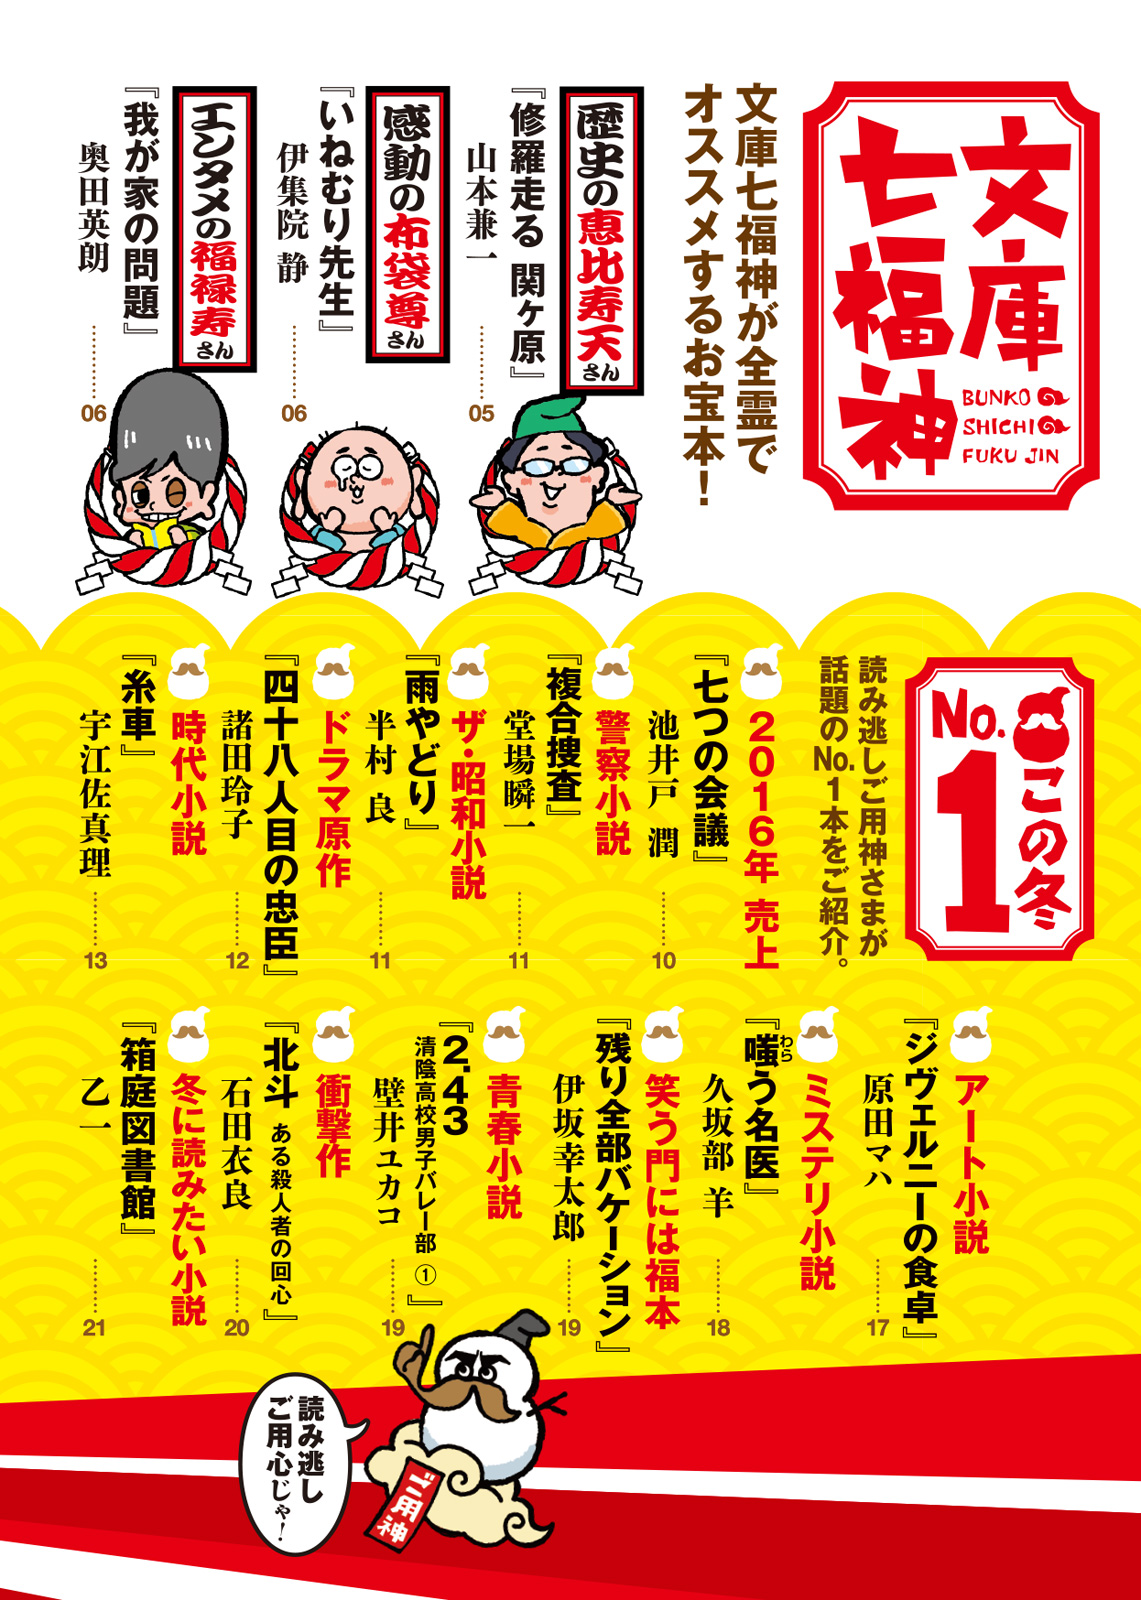 文庫
七福神
BUNKO
SHICHI
FUKU JIN
文庫七福神が全霊で
オススメするお宝本！
歴史の恵比寿天さん
『修羅走る 関ヶ原』
山本兼一
05
感動の布袋尊さん
『いねむり先生』
伊集院 静
06
エンタメの福禄寿さん
『我が家の問題』
奥田英朗
06
この冬
No.1
読み逃しご用神さまが
話題のNo.1本をご紹介。
2016年 売上
『七つの会議』
池井戸 潤
10
警察小説
『複合捜査』
堂場瞬一
11
ザ・昭和小説
『雨やどり』
半村 良
11
ドラマ原作
『四十八人目の忠臣』
諸田玲子
12
時代小説
『糸車』
宇江佐真理
13
アート小説
『ジヴェルニーの食卓』
原田マハ
17
ミステリ小説
『嗤う名医』
わら
久坂部 羊
18
笑う門には福本
『残り全部バケーション』
伊坂幸太郎
19
青春小説
『2.43
清陰高校男子バレー部 ①』
壁井ユカコ
19
衝撃作
『北斗 ある殺人者の回心』
石田衣良
20
冬に読みたい小説
『箱庭図書館』
乙一
21
読み逃し
ご用心じゃ！
ご用神